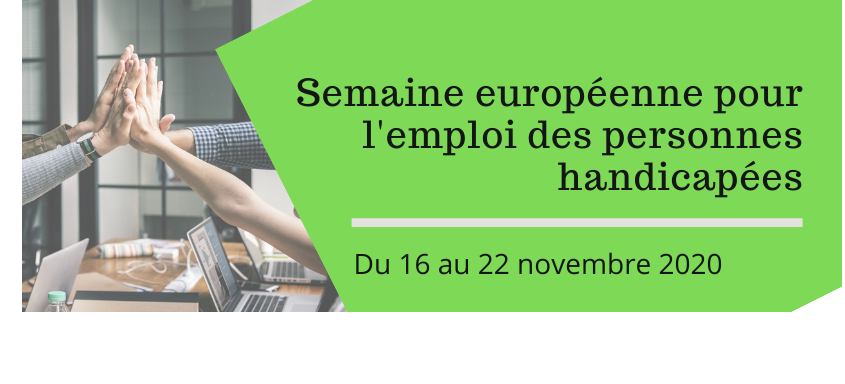 Semaine européenne pour
l'emploi des personnes
handicapées
Du 16 au 22 novembre 2020